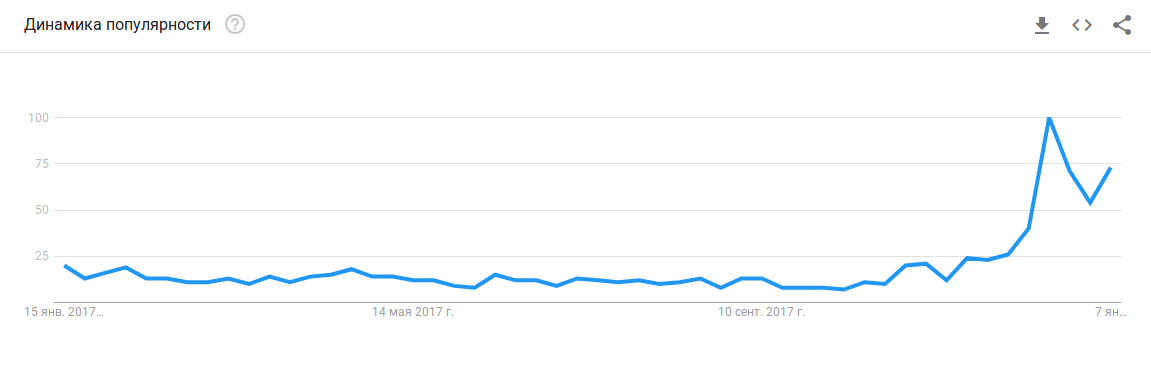 Динамика популярности
100
75
50
25
15 янв. 2017…
14 мая 2017 г.
10 сент. 2017 г.
7 ян…